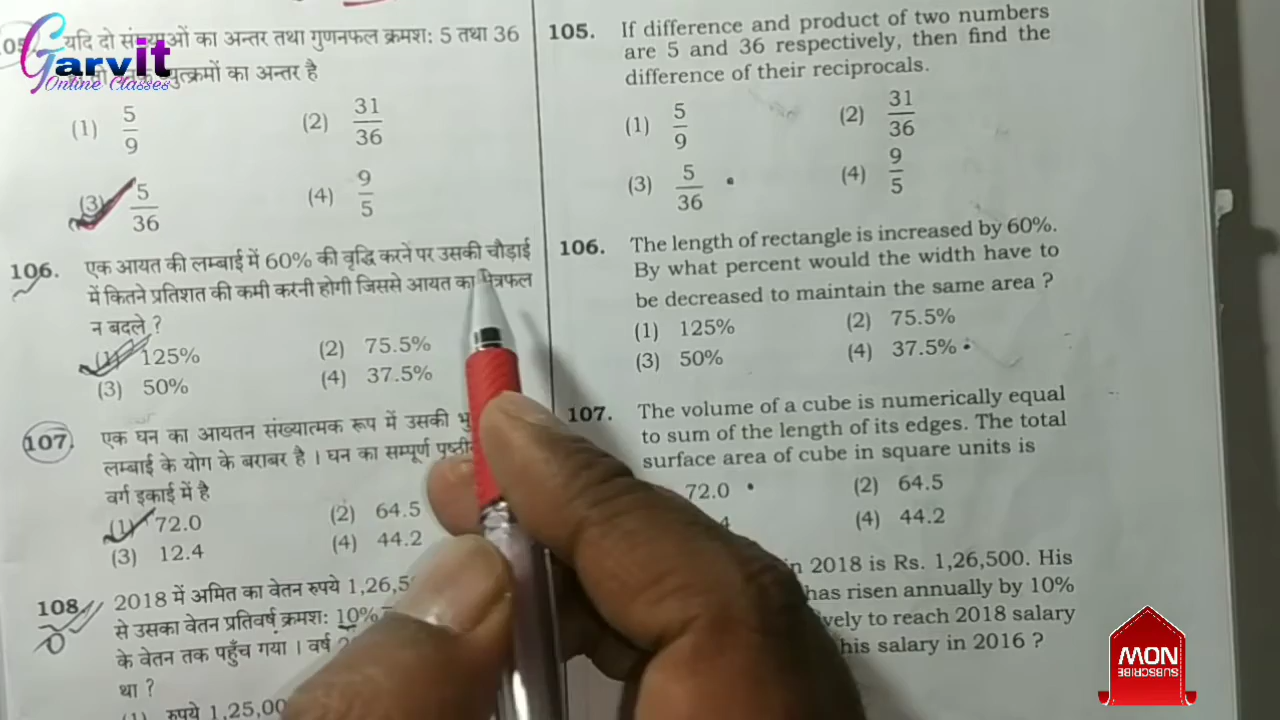 Garvit
Online Classes
यदि दो संख्याओं का अन्तर तथा गुणनफल क्रमशः 5 तथा 36
व्युत्क्रमों का अन्तर है
(1) 5/9 (2) 31/36
(3) 5/36 (4) 9/5
106. एक आयत की लम्बाई में 60% की वृद्धि करने पर उसकी चौड़ाई
में कितने प्रतिशत की कमी करनी होगी जिससे आयत का क्षेत्रफल
न बदले ?
(1) 125% (2) 75.5%
(3) 50% (4) 37.5%
107. एक घन का आयतन संख्यात्मक रूप में उसकी
लम्बाई के योग के बराबर है । घन का सम्पूर्ण
वर्ग इकाई में है
(1) 72.0 (2) 64.5
(3) 12.4 (4) 44.2
108. 2018 में अमित का वेतन रुपये 1,26,5
से उसका वेतन प्रतिवर्ष क्रमशः 10%
के वेतन तक पहुँच गया । वर्ष
था ?
(1) रुपये 1,25,00
105. If difference and product of two numbers
are 5 and 36 respectively, then find the
difference of their reciprocals.
(1) 5/9 (2) 31/36
(3) 5/36 (4) 9/5
106. The length of rectangle is increased by 60%.
By what percent would the width have to
be decreased to maintain the same area ?
(1) 125% (2) 75.5%
(3) 50% (4) 37.5%
107. The volume of a cube is numerically equal
to sum of the length of its edges. The total
surface area of cube in square units is
72.0 (2) 64.5
4 (4) 44.2
in 2018 is Rs. 1,26,500. His
has risen annually by 10%
vely to reach 2018 salary
his salary in 2016 ?
NOW
SUBSCRIBE